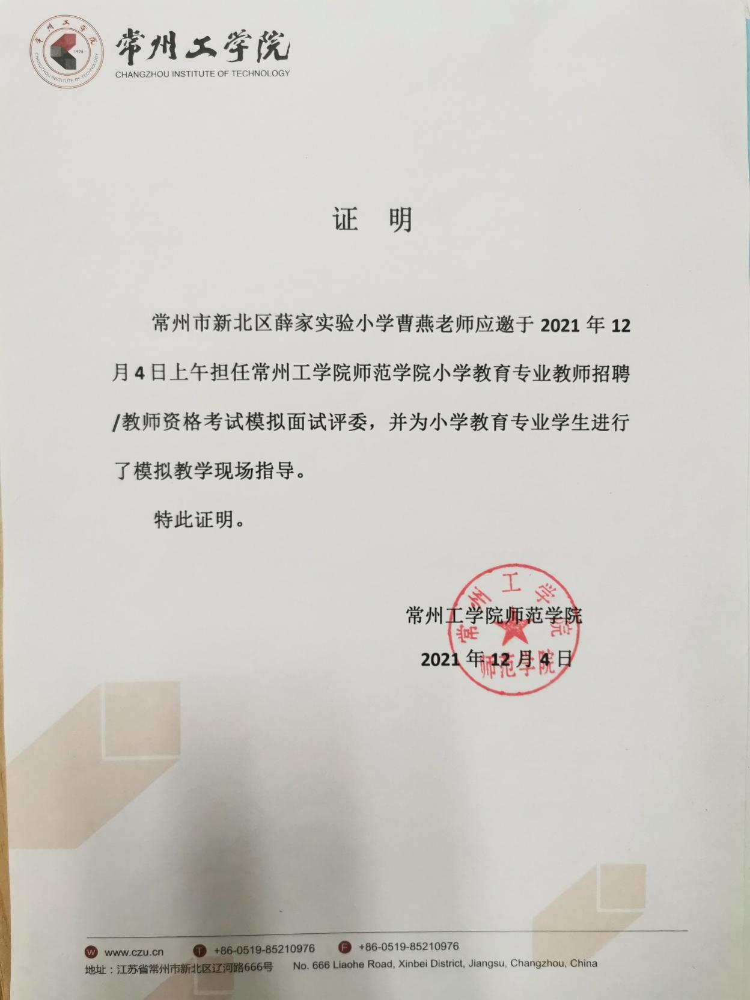 常州工学院
CHANGZHOU INSTITUTE OF TECHNOLOGY
1978
常州工学院
CHANGZHOU INSTITUTE OF TECHNOLOGY
证 明
常州市新北区薛家实验小学曹燕老师应邀于 2021 年 12
月 4 日上午担任常州工学院师范学院小学教育专业教师招聘
/教师资格考试模拟面试评委，并为小学教育专业学生进行
了模拟教学现场指导。
特此证明。
常州工学院师范学院
2021 年 12 月 4 日
常州工学院
师范学院
W www.czu.cn T +86-0519-85210976 F +86-0519-85210976
地址：江苏省常州市新北区辽河路666号 No. 666 Liaohe Road, Xinbei District, Jiangsu, Changzhou, China